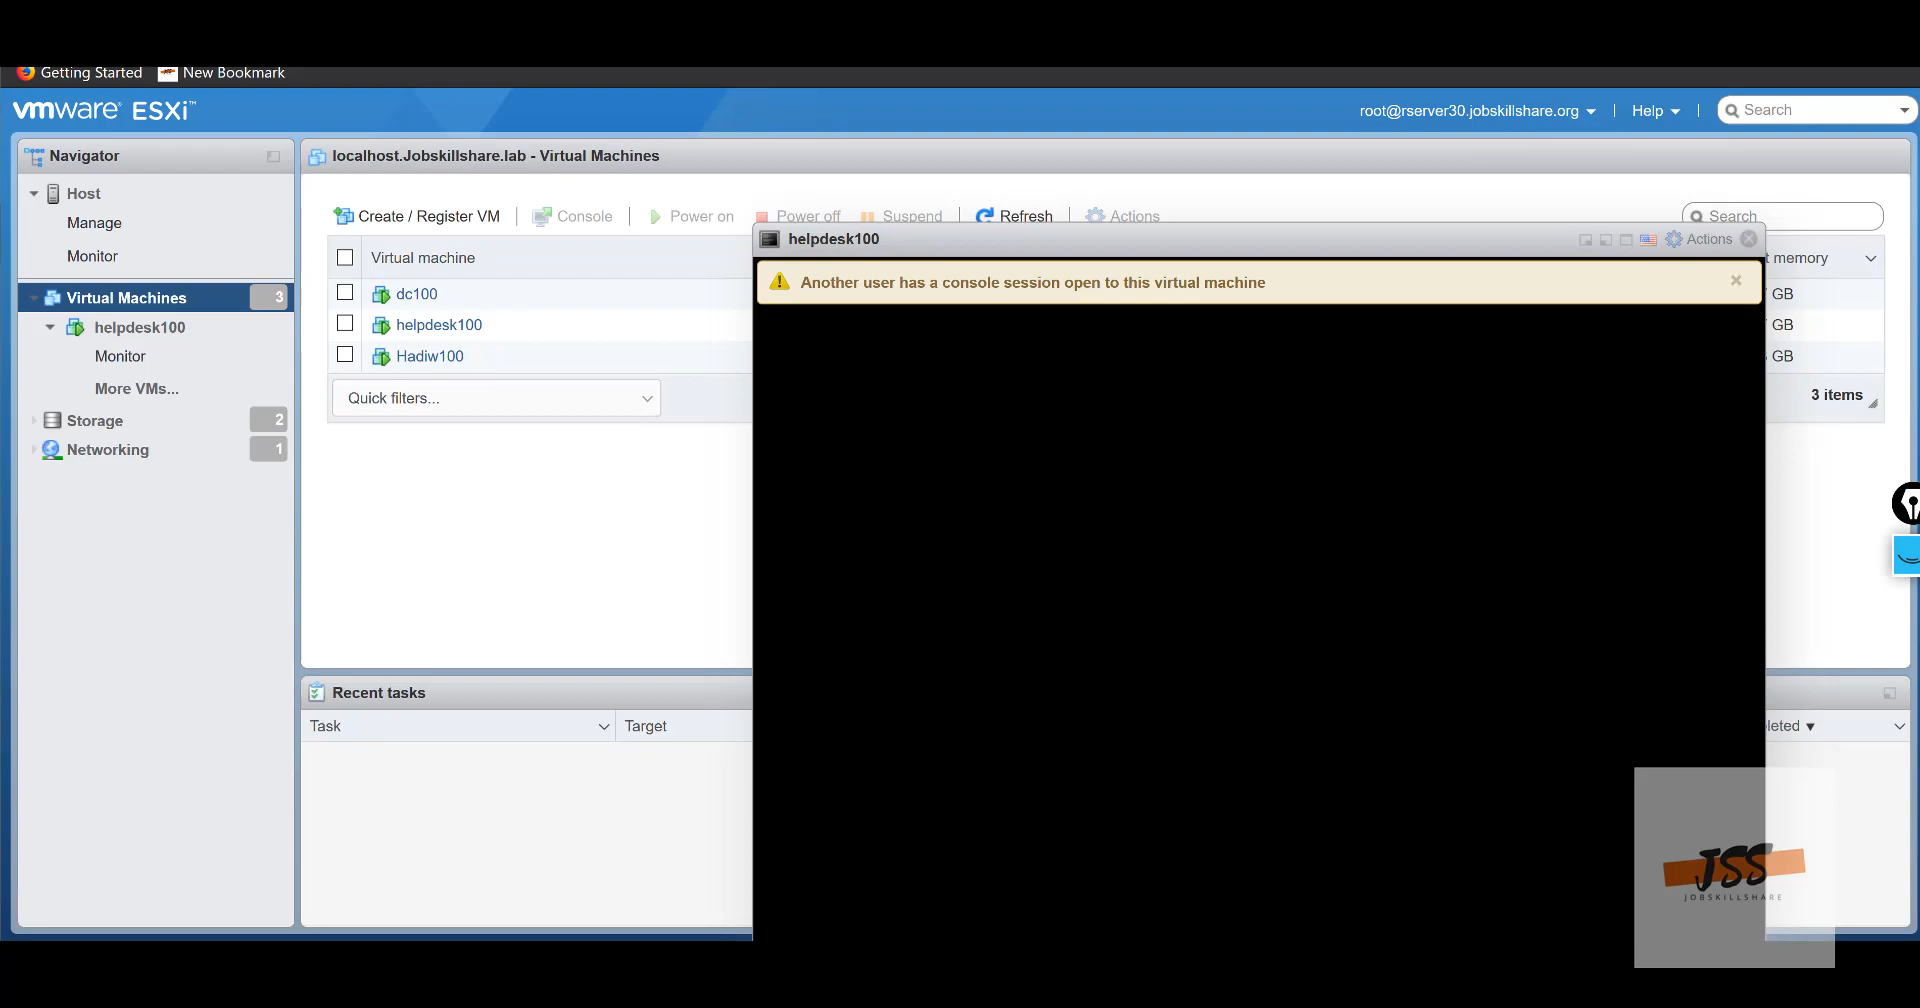 Getting Started New Bookmark
vmware® ESXi™
root@rserver30.jobskillshare.org
Help
Search
Navigator
Host
Manage
Monitor
Virtual Machines 3
helpdesk100
Monitor
More VMs...
Storage 2
Networking 1
localhost.Jobskillshare.lab - Virtual Machines
Create / Register VM Console Power on Power off Suspend Refresh Actions
Search
Virtual machine
dc100
helpdesk100
Hadiw100
Quick filters...
t memory
GB
GB
GB
3 items
helpdesk100
Actions
Another user has a console session open to this virtual machine
Recent tasks
Task Target
leted
JSS
JOBSKILLSHARE